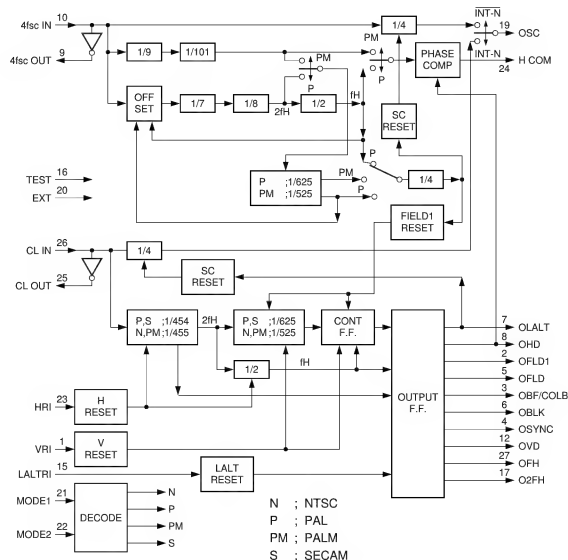 4fsc IN 10
1/4
INT-N
19 OSC
4fsc OUT 9
1/9
1/101
PM
PM
P
P
PHASE COMP
INT-N
24 H COM
OFF SET
1/7
1/8
2fH
1/2
fH
SC RESET
TEST 16
EXT 20
P ;1/625
PM ;1/525
PM
P
P
1/4
FIELD1 RESET
CL IN 26
1/4
CL OUT 25
SC RESET
P,S ;1/454
N,PM ;1/455
2fH
P,S ;1/625
N,PM ;1/525
CONT F.F.
1/2
fH
OUTPUT F.F.
7 OLALT
8 OHD
2 OFLD1
5 OFLD
3 OBF/COLB
6 OBLK
4 OSYNC
12 OVD
27 OFH
17 O2FH
HRI 23
H RESET
VRI 1
V RESET
LALTRI 15
LALT RESET
MODE1 21
MODE2 22
DECODE
N
P
PM
S
N ; NTSC
P ; PAL
PM ; PALM
S ; SECAM